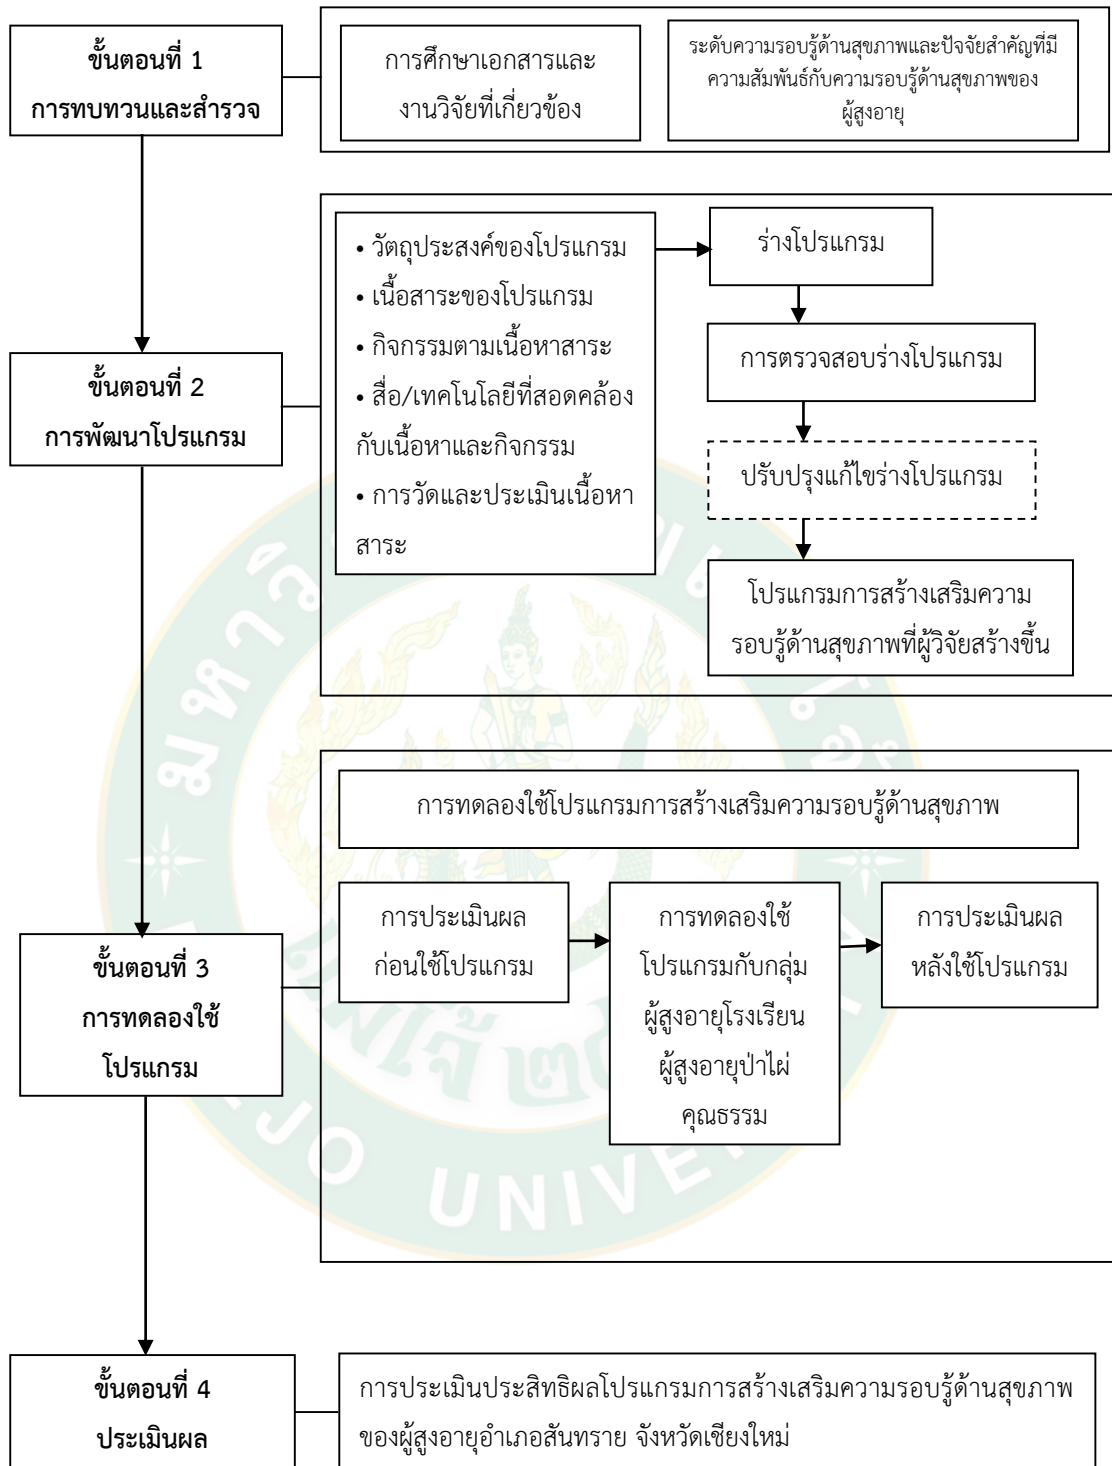 ขั้นตอนที่ 1
การทบทวนและสำรวจ
การศึกษาเอกสารและ
งานวิจัยที่เกี่ยวข้อง
ระดับความรอบรู้ด้านสุขภาพและปัจจัยสำคัญที่มี
ความสัมพันธ์กับความรอบรู้ด้านสุขภาพของ
ผู้สูงอายุ
ขั้นตอนที่ 2
การพัฒนาโปรแกรม
• วัตถุประสงค์ของโปรแกรม
• เนื้อสาระของโปรแกรม
• กิจกรรมตามเนื้อหาสาระ
• สื่อ/เทคโนโลยีที่สอดคล้อง
กับเนื้อหาและกิจกรรม
• การวัดและประเมินเนื้อหา
สาระ
ร่างโปรแกรม
การตรวจสอบร่างโปรแกรม
ปรับปรุงแก้ไขร่างโปรแกรม
โปรแกรมการสร้างเสริมความ
รอบรู้ด้านสุขภาพที่ผู้วิจัยสร้างขึ้น
ขั้นตอนที่ 3
การทดลองใช้
โปรแกรม
การทดลองใช้โปรแกรมการสร้างเสริมความรอบรู้ด้านสุขภาพ
การประเมินผล
ก่อนใช้โปรแกรม
การทดลองใช้
โปรแกรมกับกลุ่ม
ผู้สูงอายุโรงเรียน
ผู้สูงอายุป่าไผ่
คุณธรรม
การประเมินผล
หลังใช้โปรแกรม
ขั้นตอนที่ 4
ประเมินผล
การประเมินประสิทธิผลโปรแกรมการสร้างเสริมความรอบรู้ด้านสุขภาพ
ของผู้สูงอายุอำเภอสันทราย จังหวัดเชียงใหม่